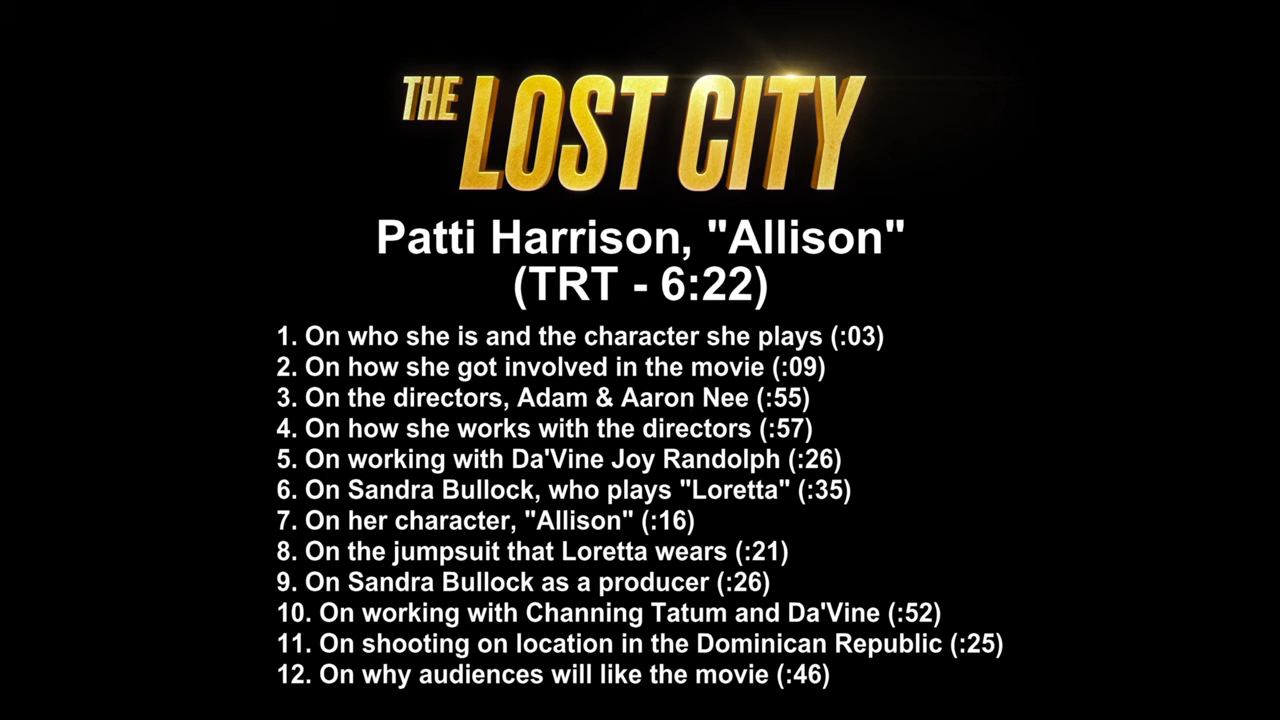 THE LOST CITY
Patti Harrison, "Allison"
(TRT - 6:22)
1. On who she is and the character she plays (:03)
2. On how she got involved in the movie (:09)
3. On the directors, Adam & Aaron Nee (:55)
4. On how she works with the directors (:57)
5. On working with Da'Vine Joy Randolph (:26)
6. On Sandra Bullock, who plays "Loretta" (:35)
7. On her character, "Allison" (:16)
8. On the jumpsuit that Loretta wears (:21)
9. On Sandra Bullock as a producer (:26)
10. On working with Channing Tatum and Da'Vine (:52)
11. On shooting on location in the Dominican Republic (:25)
12. On why audiences will like the movie (:46)